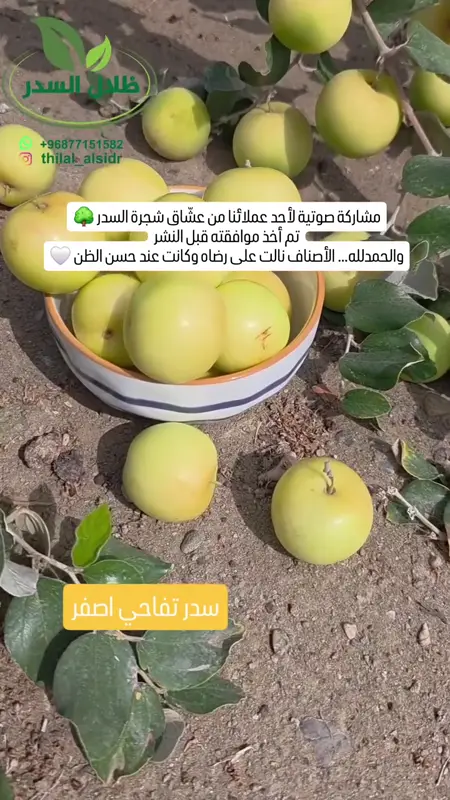 ظلال السدر
+96877151582
thilal_alsidr
مشاركة صوتية لأحد عملائنا من عشّاق شجرة السدر 🌳
تم أخذ موافقته قبل النشر
والحمدلله... الأصناف نالت على رضاه وكانت عند حسن الظن 🤍
سدر تفاحي اصفر